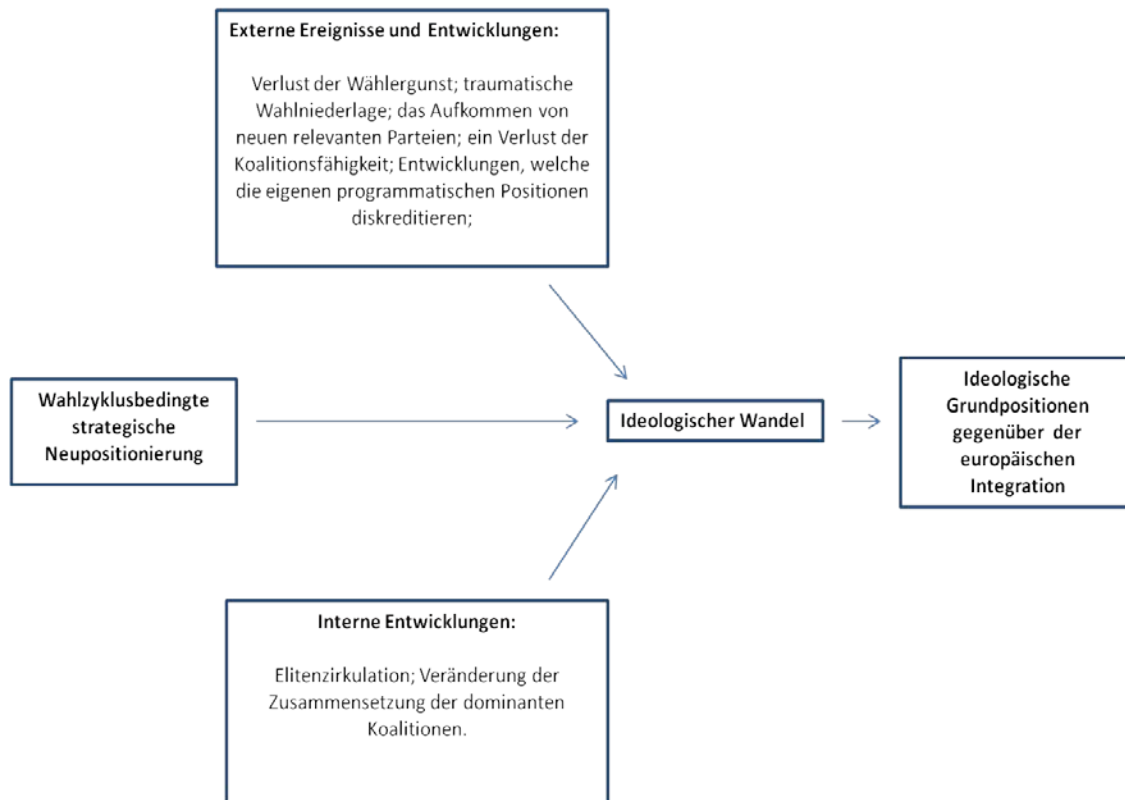 Externe Ereignisse und Entwicklungen:
Verlust der Wählergunst; traumatische
Wahlniederlage; das Aufkommen von
neuen relevanten Parteien; ein Verlust der
Koalitionsfähigkeit; Entwicklungen, welche
die eigenen programmatischen Positionen
diskreditieren;
Wahlzyklusbedingte
strategische
Neupositionierung
Ideologischer Wandel
Ideologische
Grundpositionen
gegenüber der
europäischen
Integration
Interne Entwicklungen:
Elitenzirkulation; Veränderung der
Zusammensetzung der dominanten
Koalitionen.